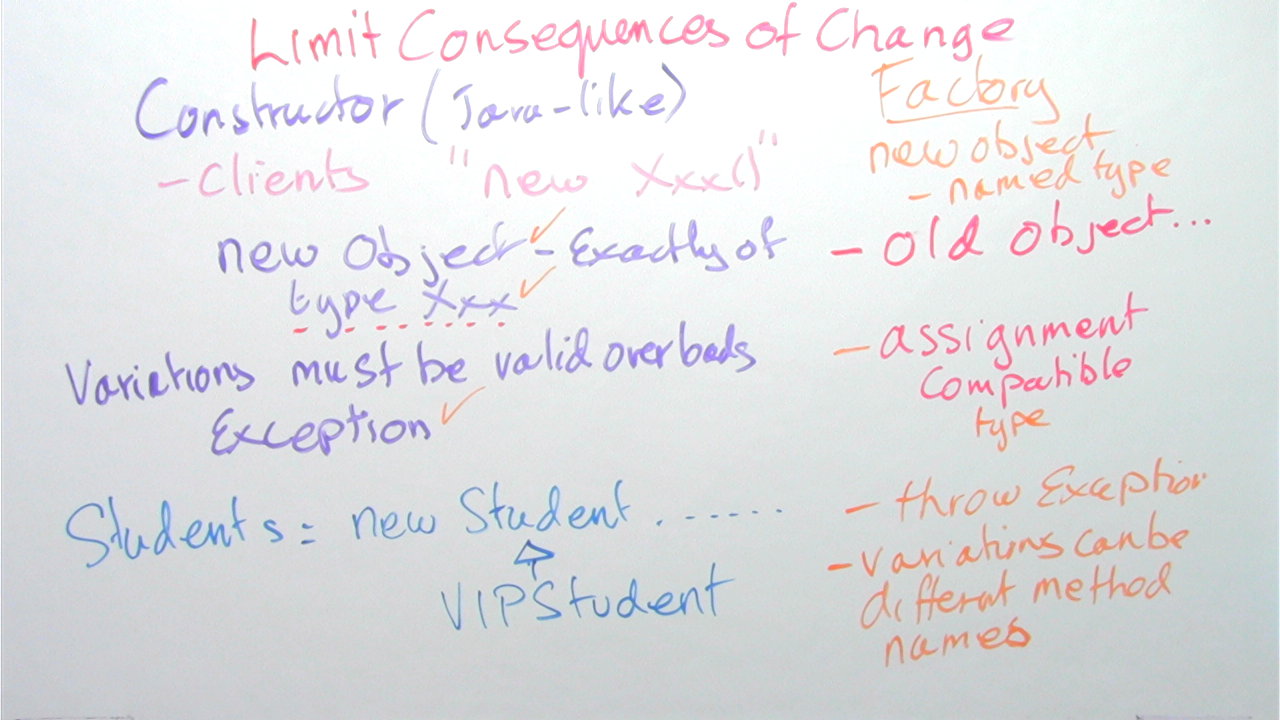 Limit Consequences of Change
Constructor (Java-like)
- Clients "new Xxx()"
new Object - Exactly of
type Xxx
Variations must be valid overloads
Exception
Student s = new Student .......
VIPStudent
Factory
new object
- named type
- Old object...
- assignment
compatible
type
- throw Exception
- variations can be
different method
names